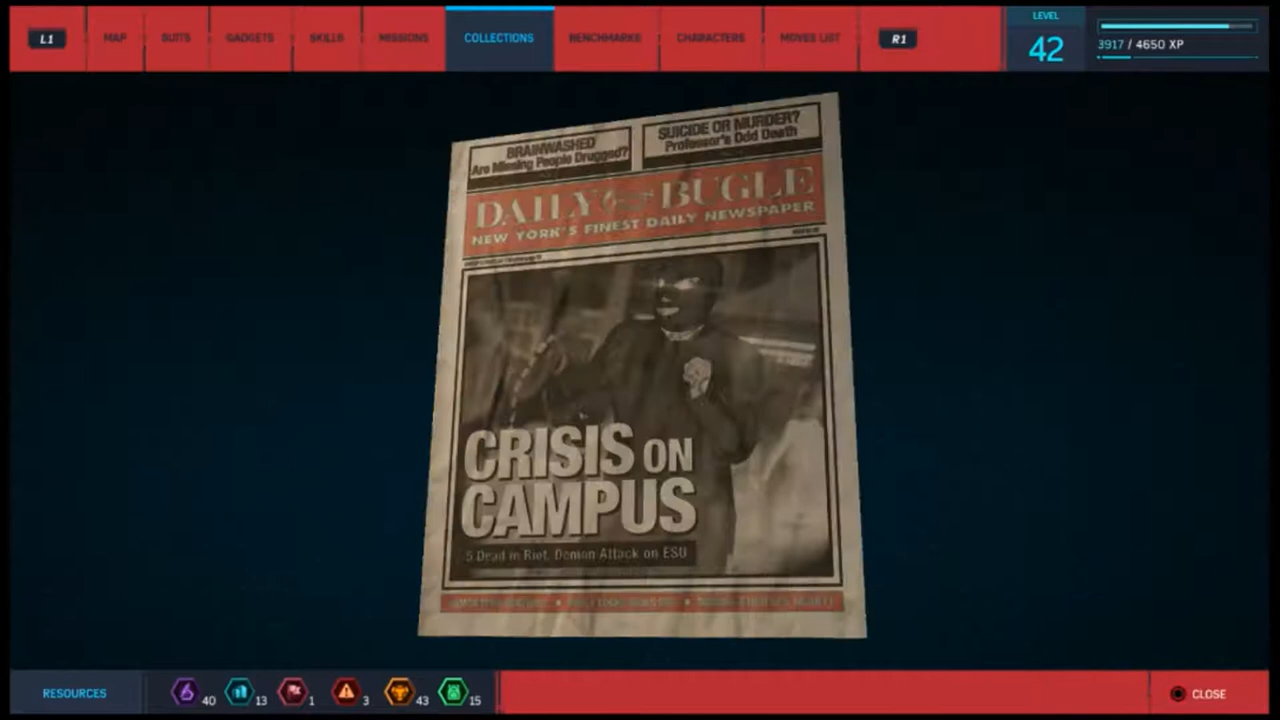 L1
MAP
SUITS
GADGETS
SKILLS
MISSIONS
COLLECTIONS
BENCHMARKS
CHARACTERS
MOVES LIST
R1
LEVEL
42
3917 / 4650 XP
BRAINWASHED
Are Missing People Drugged?
SUICIDE OR MURDER?
Professor's Odd Death
DAILY BUGLE
NEW YORK'S FINEST DAILY NEWSPAPER
CRISIS ON
CAMPUS
5 Dead in Riot, Demon Attack on ESU
RESOURCES
40
13
1
3
43
15
CLOSE